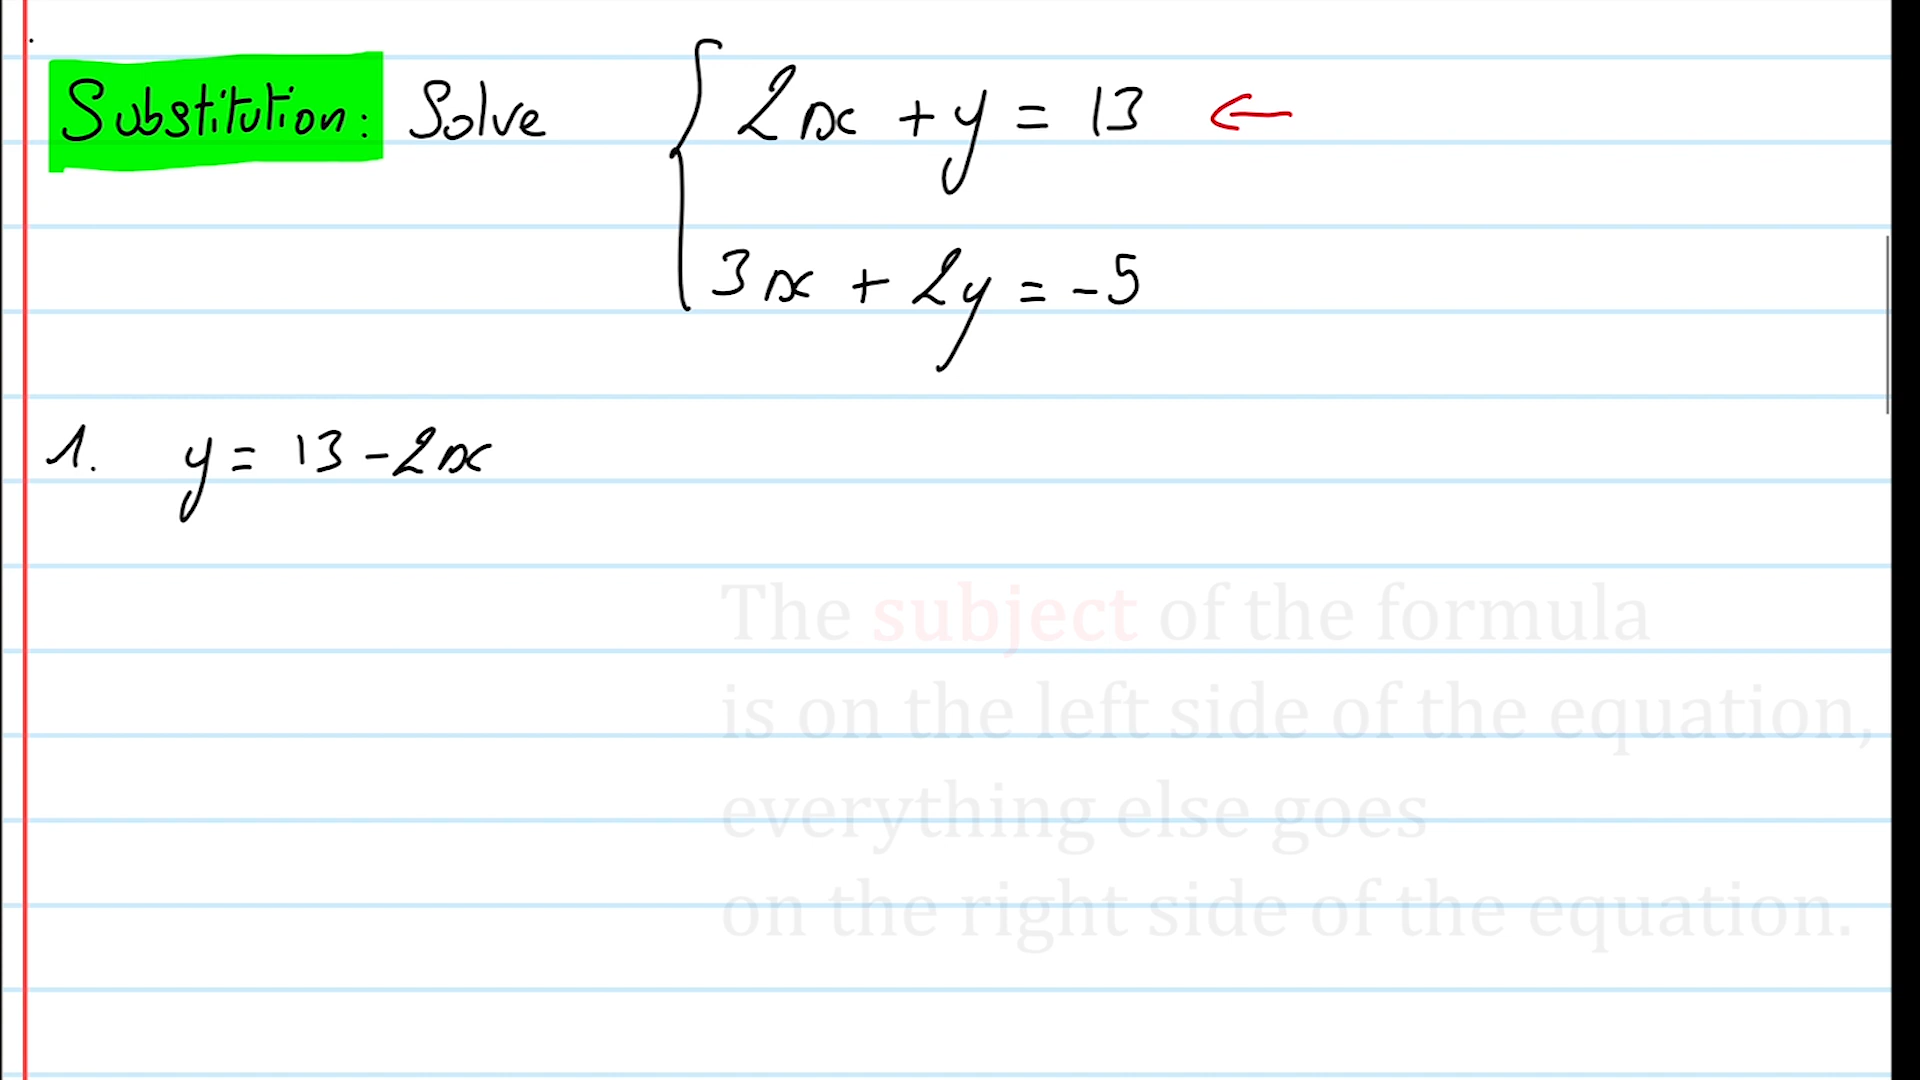 Substitution: Solve { 2x + y = 13 ←
3x + 2y = -5
1. y = 13 - 2x
The subject of the formula
is on the left side of the equation,
everything else goes
on the right side of the equation.